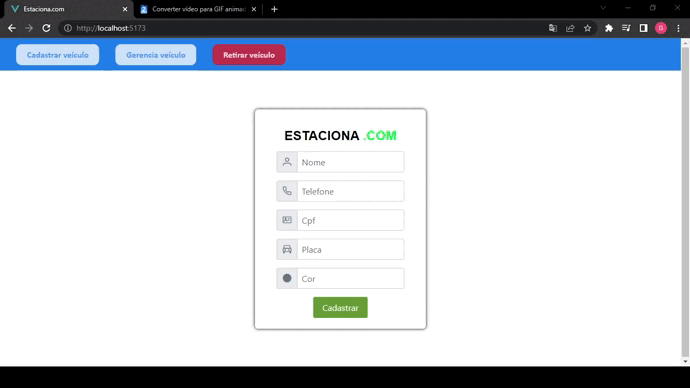 Estaciona.com
Converter vídeo para GIF anima
http://localhost:5173
G
Cadastrar veículo
Gerencia veículo
Retirar veículo
ESTACIONA .COM
Nome
Telefone
Cpf
Placa
Cor
Cadastrar